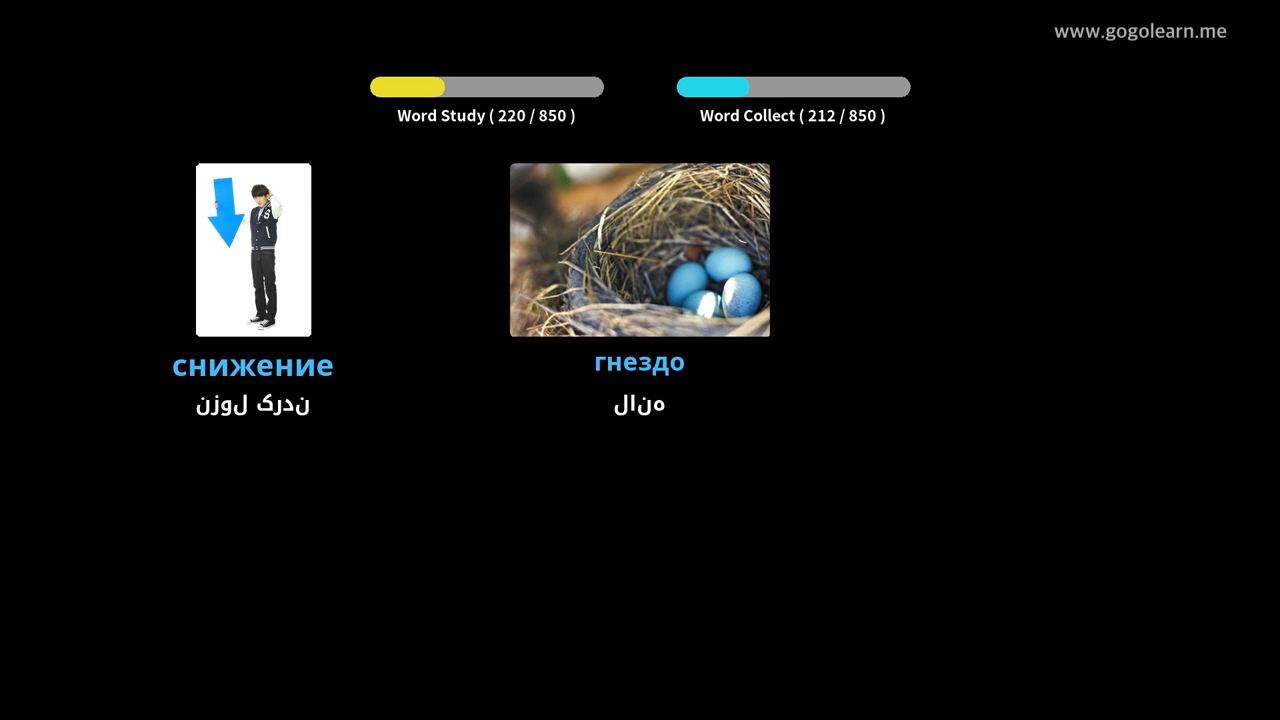 www.gogolearn.me
Word Study ( 220 / 850 )
Word Collect ( 212 / 850 )
снижение
نزول کردن
гнездо
لانه